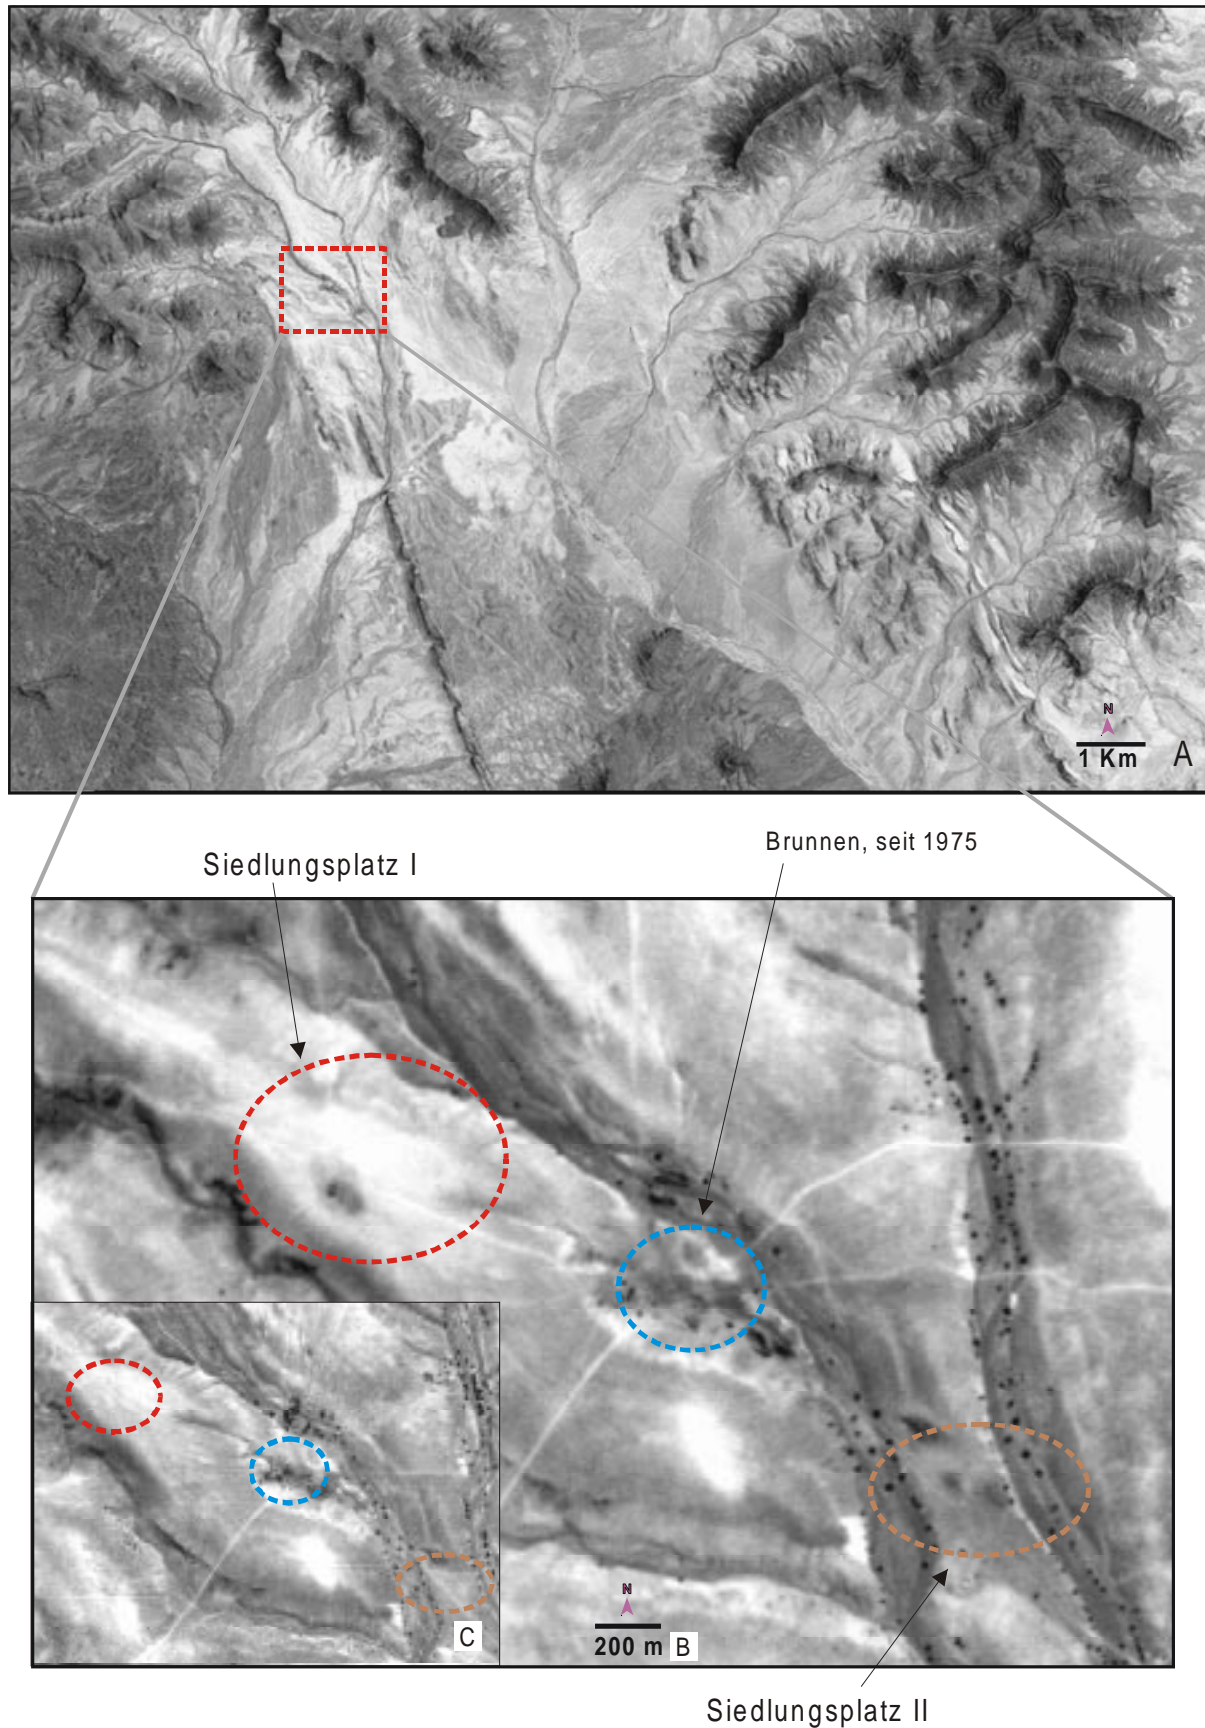 N
1 Km
A
Siedlungsplatz I
Brunnen, seit 1975
C
N
200 m
B
Siedlungsplatz II